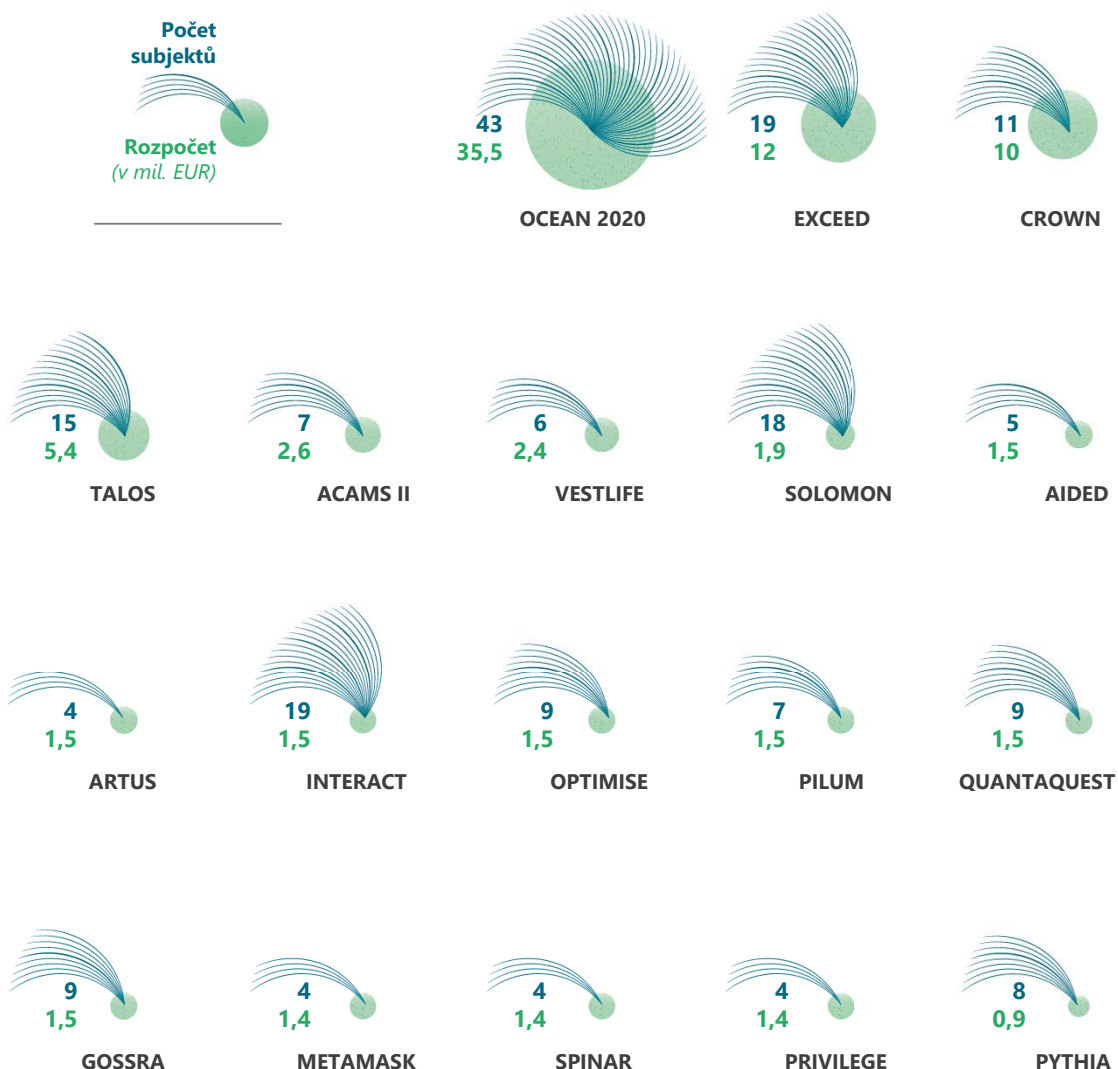 Počet
subjektů
Rozpočet
(v mil. EUR)
43
35,5
OCEAN 2020
19
12
EXCEED
11
10
CROWN
15
5,4
TALOS
7
2,6
ACAMS II
6
2,4
VESTLIFE
18
1,9
SOLOMON
5
1,5
AIDED
4
1,5
ARTUS
19
1,5
INTERACT
9
1,5
OPTIMISE
7
1,5
PILUM
9
1,5
QUANTAQUEST
9
1,5
GOSSRA
4
1,4
METAMASK
4
1,4
SPINAR
4
1,4
PRIVILEGE
8
0,9
PYTHIA